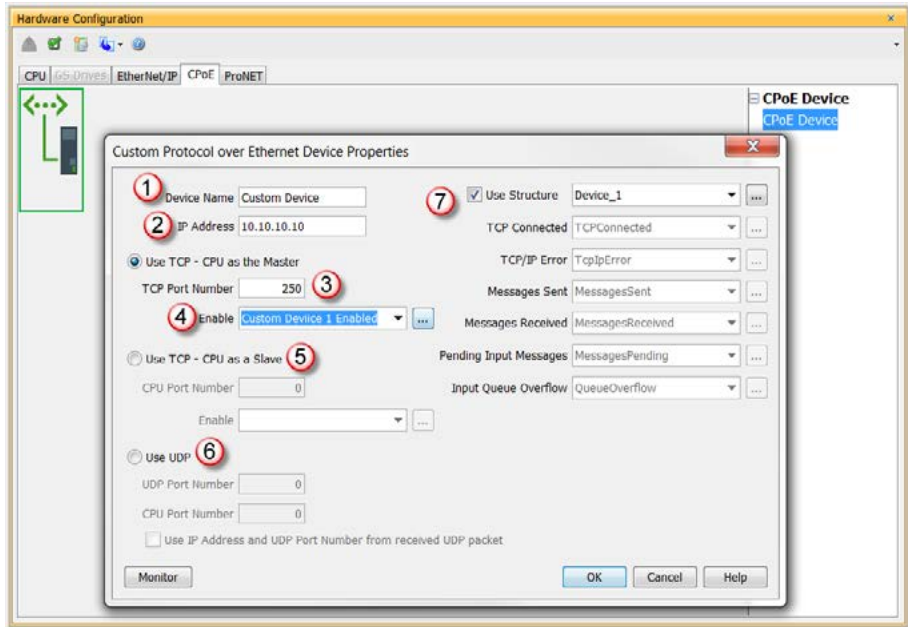 Hardware Configuration
CPU GS-Drives EtherNet/IP CPoE ProNET
CPoE Device
CPoE Device
Custom Protocol over Ethernet Device Properties
1 Device Name Custom Device
2 IP Address 10.10.10.10
Use TCP - CPU as the Master
TCP Port Number 250 3
4 Enable Custom Deviice 1 Enabled ...
Use TCP - CPU as a Slave 5
CPU Port Number 0
Enable ...
Use UDP 6
UDP Port Number 0
CPU Port Number 0
Use IP Address and UDP Port Number from received UDP packet
7 Use Structure Device_1 ...
TCP Connected TCPConnected ...
TCP/IP Error TcpIpError ...
Messages Sent MessagesSent ...
Messages Received MessagesReceived ...
Pending Input Messages MessagesPending ...
Input Queue Overflow QueueOverflow ...
Monitor OK Cancel Help